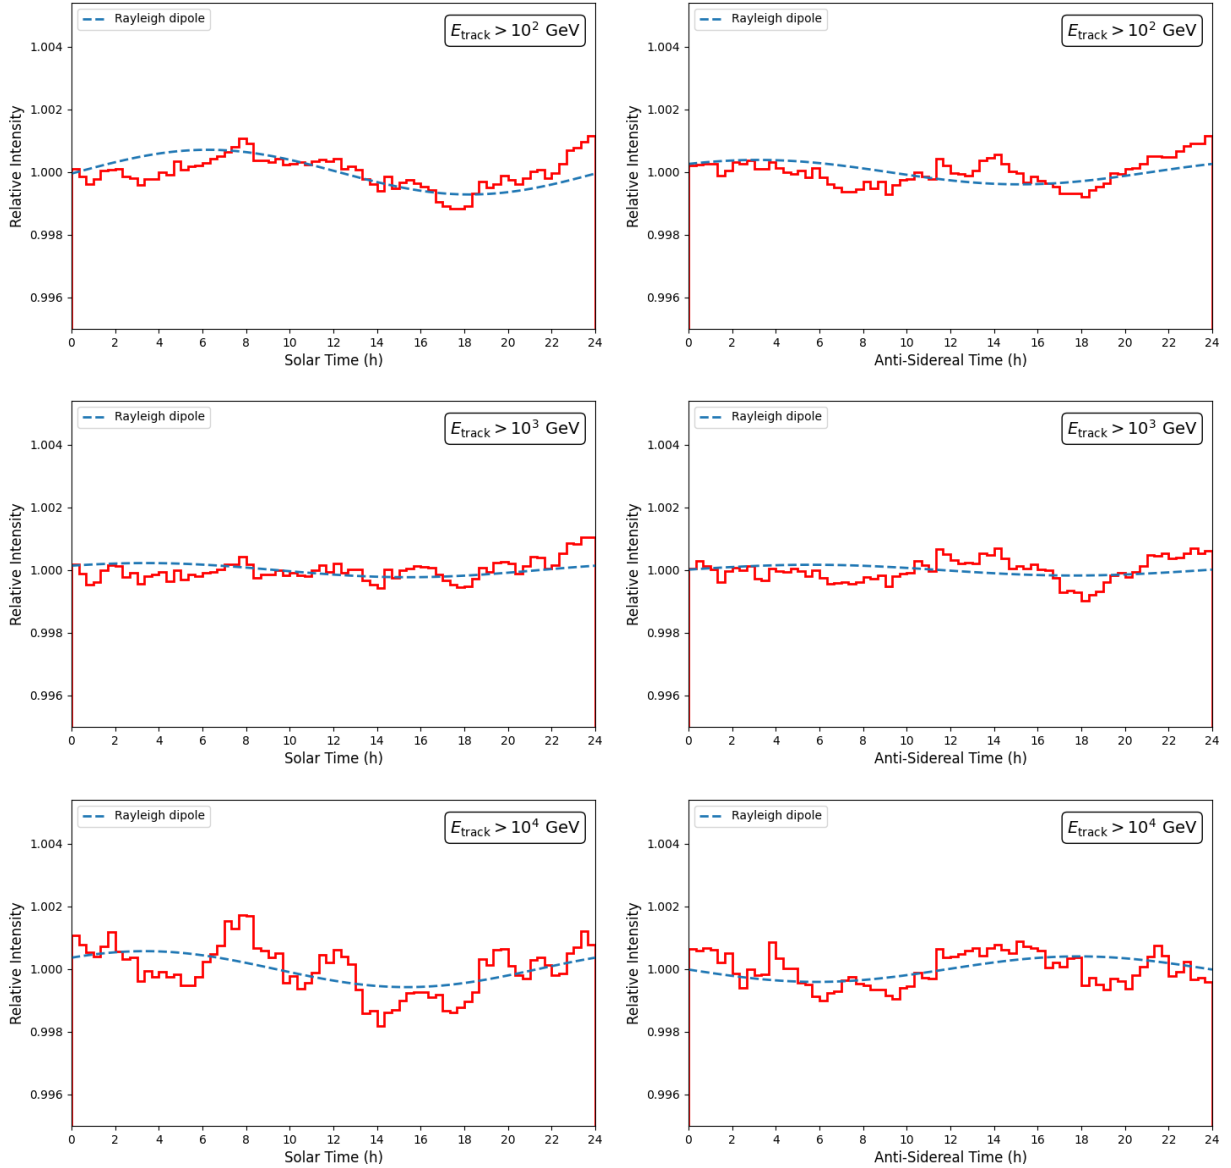 Rayleigh dipole
E_track > 10^2 GeV
1.004
1.002
1.000
0.998
0.996
Relative Intensity
0 2 4 6 8 10 12 14 16 18 20 22 24
Solar Time (h)
Rayleigh dipole
E_track > 10^2 GeV
1.004
1.002
1.000
0.998
0.996
Relative Intensity
0 2 4 6 8 10 12 14 16 18 20 22 24
Anti-Sidereal Time (h)
Rayleigh dipole
E_track > 10^3 GeV
1.004
1.002
1.000
0.998
0.996
Relative Intensity
0 2 4 6 8 10 12 14 16 18 20 22 24
Solar Time (h)
Rayleigh dipole
E_track > 10^3 GeV
1.004
1.002
1.000
0.998
0.996
Relative Intensity
0 2 4 6 8 10 12 14 16 18 20 22 24
Anti-Sidereal Time (h)
Rayleigh dipole
E_track > 10^4 GeV
1.004
1.002
1.000
0.998
0.996
Relative Intensity
0 2 4 6 8 10 12 14 16 18 20 22 24
Solar Time (h)
Rayleigh dipole
E_track > 10^4 GeV
1.004
1.002
1.000
0.998
0.996
Relative Intensity
0 2 4 6 8 10 12 14 16 18 20 22 24
Anti-Sidereal Time (h)